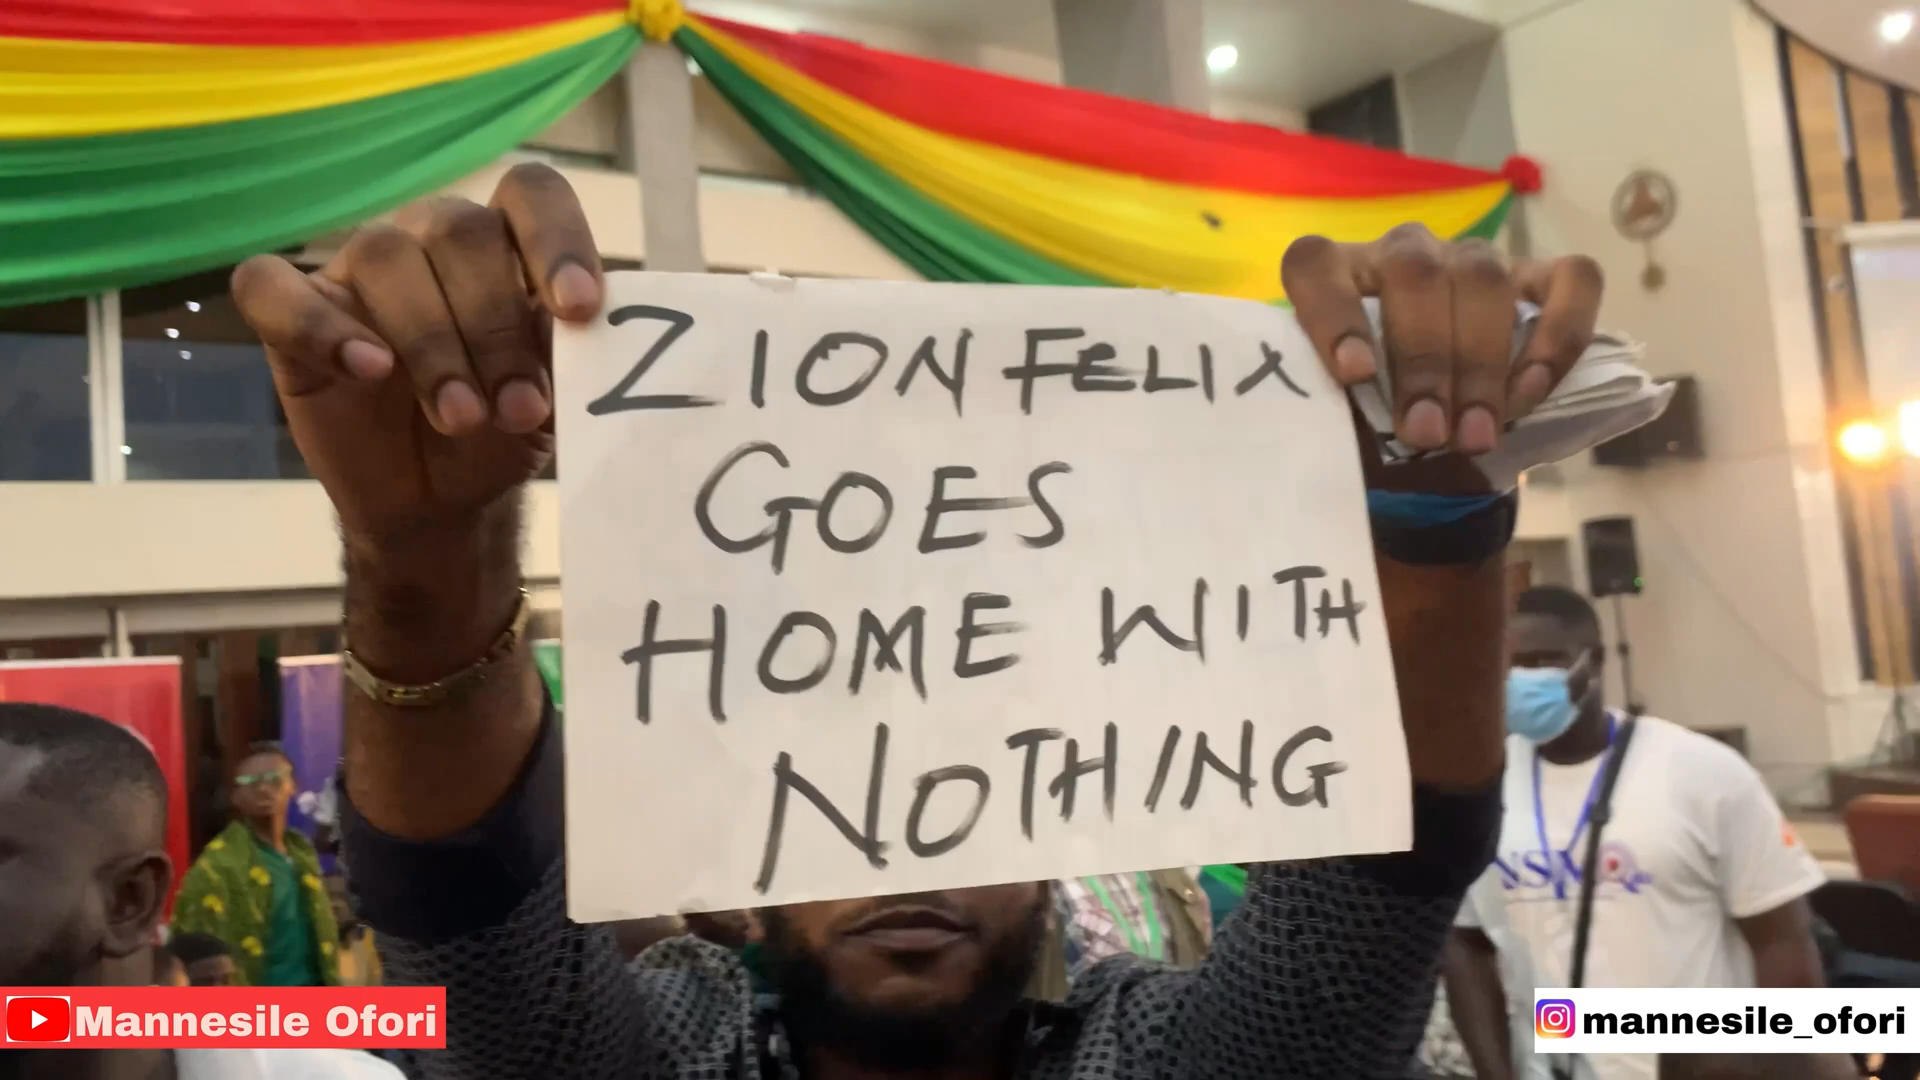 ZION FELIX
GOES
HOME WITH
NOTHING
Mannesile Ofori
mannesile_ofori